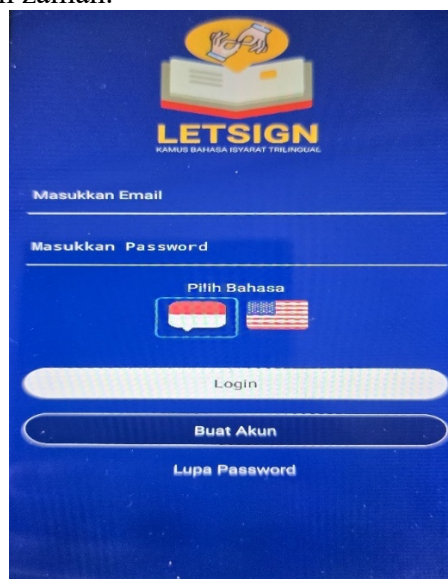 LETSIGN
KAMUS BAHASA ISYARAT TRILINGUAL
Masukkan Email
Masukkan Password
Pilih Bahasa
Login
Buat Akun
Lupa Password